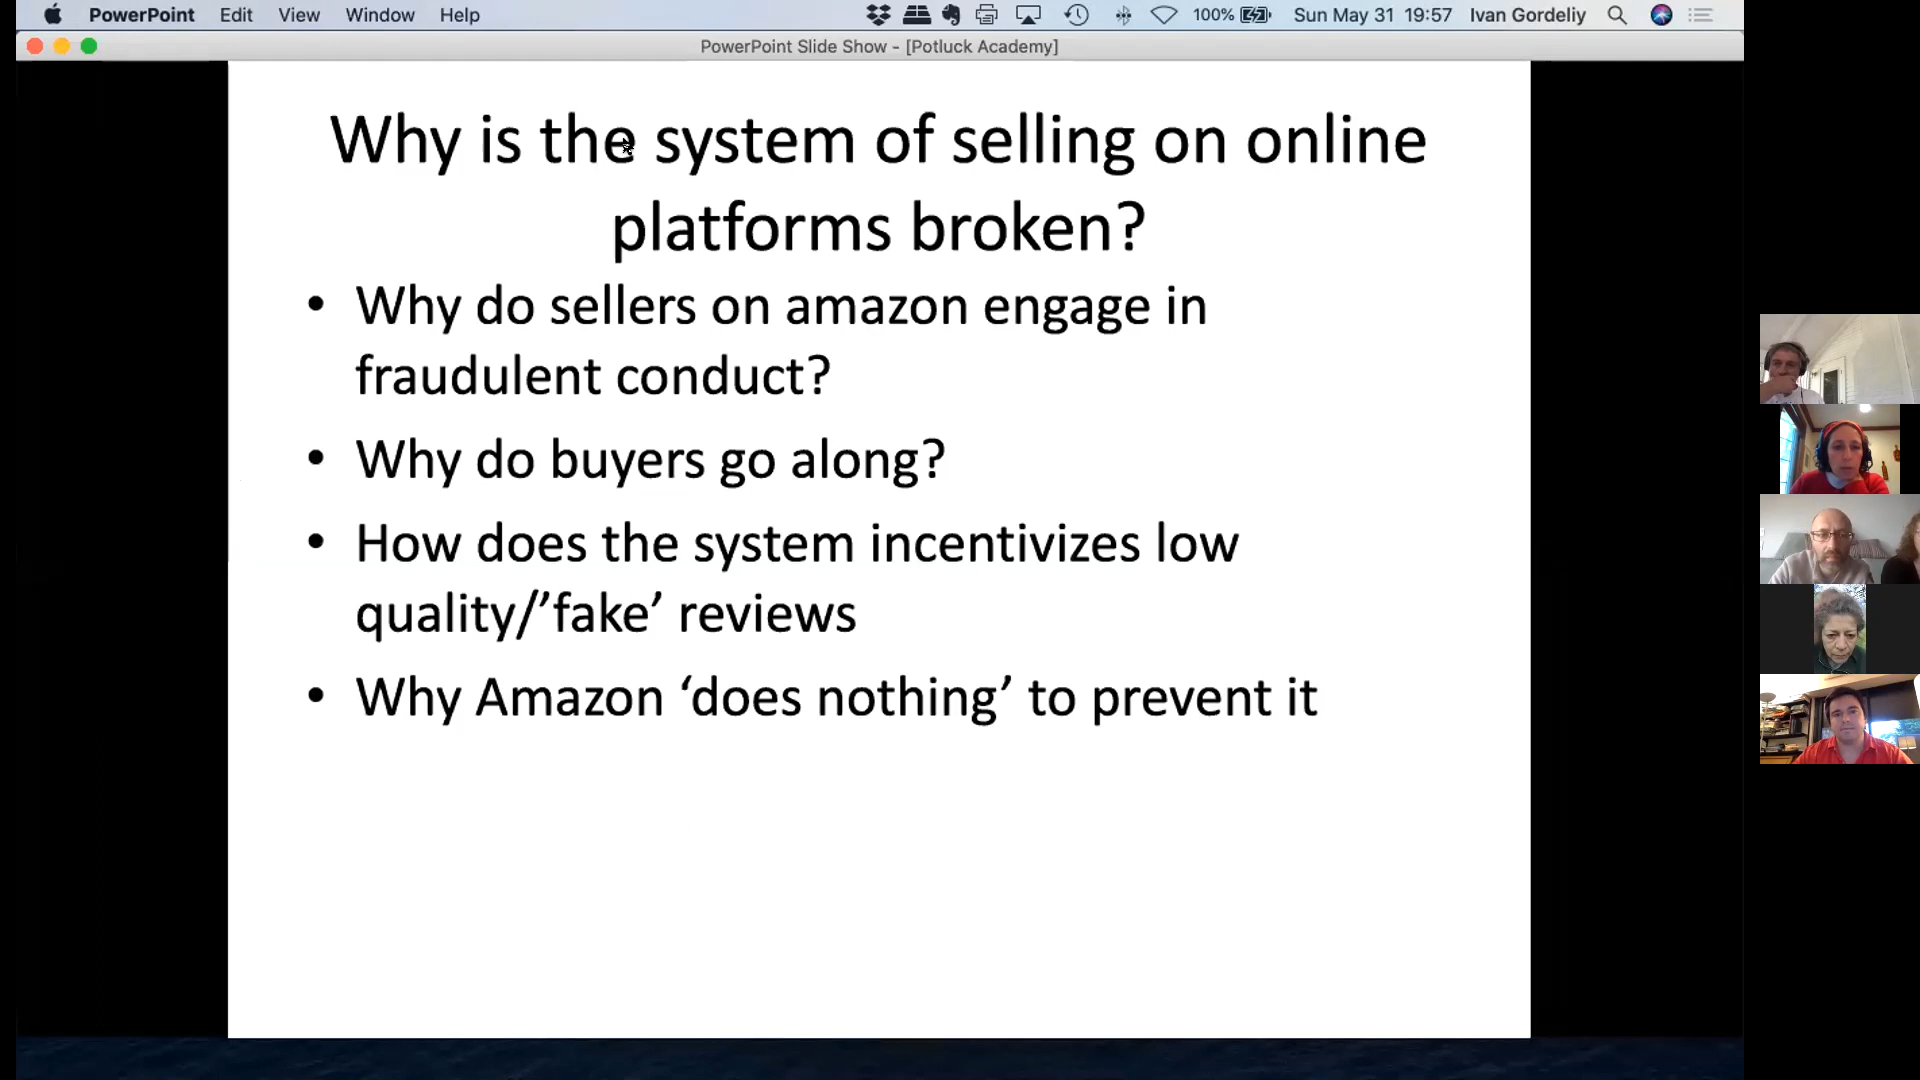 PowerPoint Edit View Window Help 100% Sun May 31 19:57 Ivan Gordeliy
PowerPoint Slide Show - [Potluck Academy]
Why is the system of selling on online
platforms broken?
• Why do sellers on amazon engage in
fraudulent conduct?
• Why do buyers go along?
• How does the system incentivizes low
quality/’fake’ reviews
• Why Amazon ‘does nothing’ to prevent it